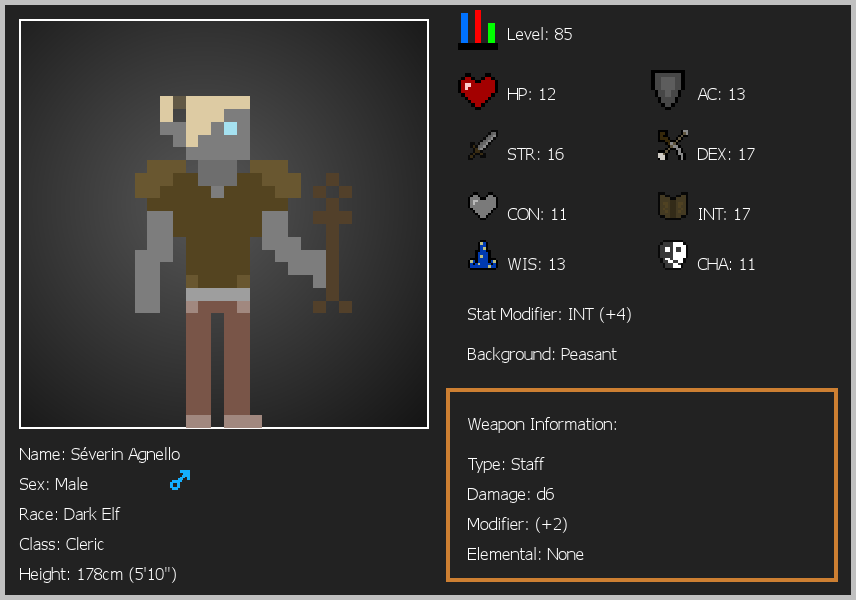 Level: 85
HP: 12
AC: 13
STR: 16
DEX: 17
CON: 11
INT: 17
WIS: 13
CHA: 11
Stat Modifier: INT (+4)
Background: Peasant
Weapon Information:
Type: Staff
Damage: d6
Modifier: (+2)
Elemental: None
Name: Séverin Agnello
Sex: Male
Race: Dark Elf
Class: Cleric
Height: 178cm (5'10")